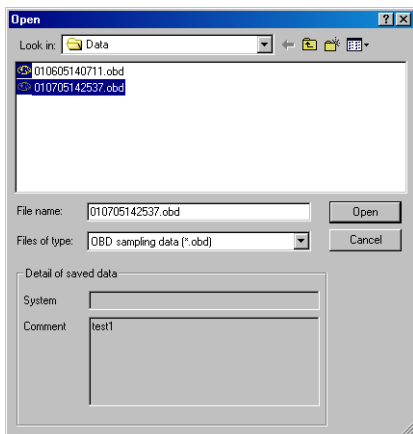 Open
Look in: Data
010605140711.obd
010705142537.obd
File name: 010705142537.obd Open
Files of type: OBD sampling data (*.obd) Cancel
Detail of saved data
System
Comment test1